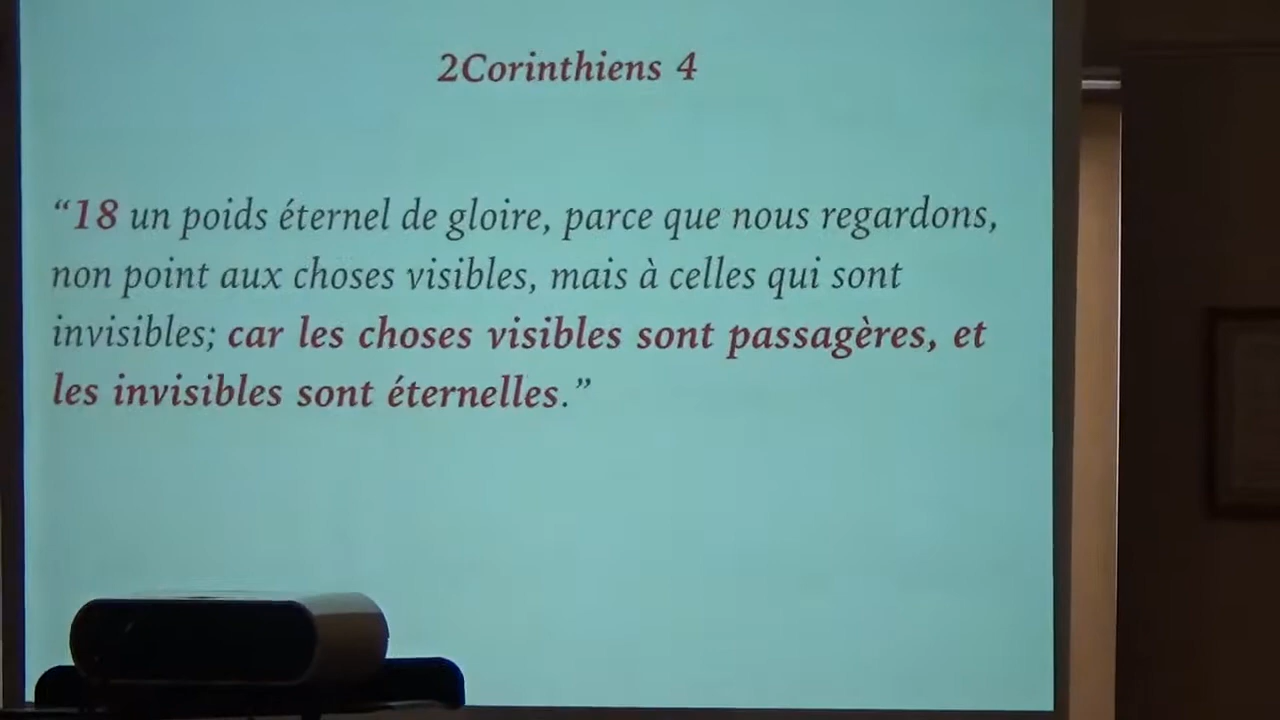 2Corinthiens 4
“18 un poids éternel de gloire, parce que nous regardons,
non point aux choses visibles, mais à celles qui sont
invisibles; car les choses visibles sont passagères, et
les invisibles sont éternelles.”